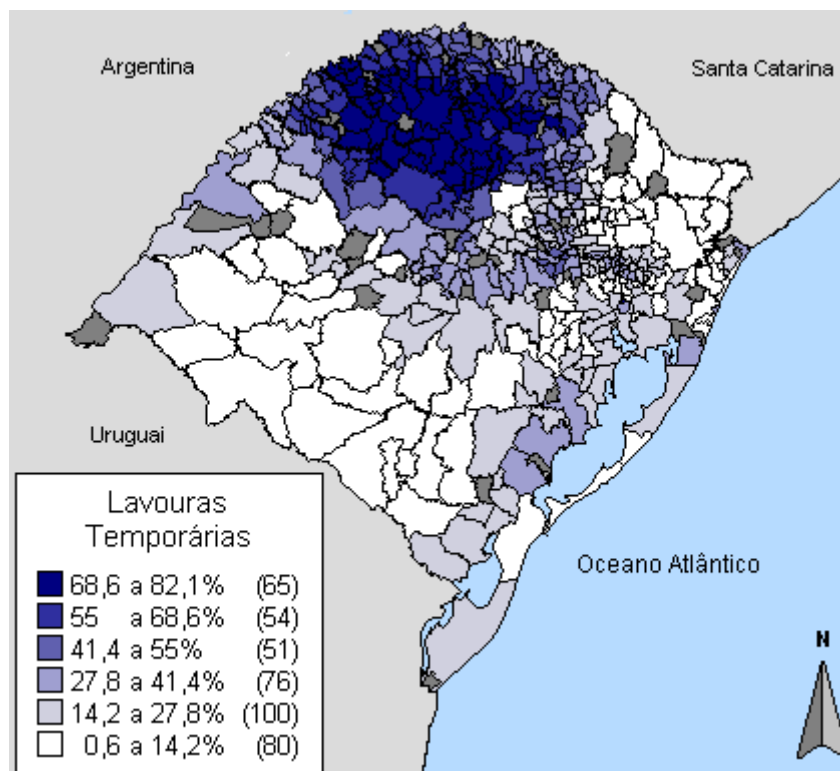 Argentina
Santa Catarina
Uruguai
Oceano Atlântico
N
Lavouras
Temporárias
68,6 a 82,1% (65)
55 a 68,6% (54)
41,4 a 55% (51)
27,8 a 41,4% (76)
14,2 a 27,8% (100)
0,6 a 14,2% (80)